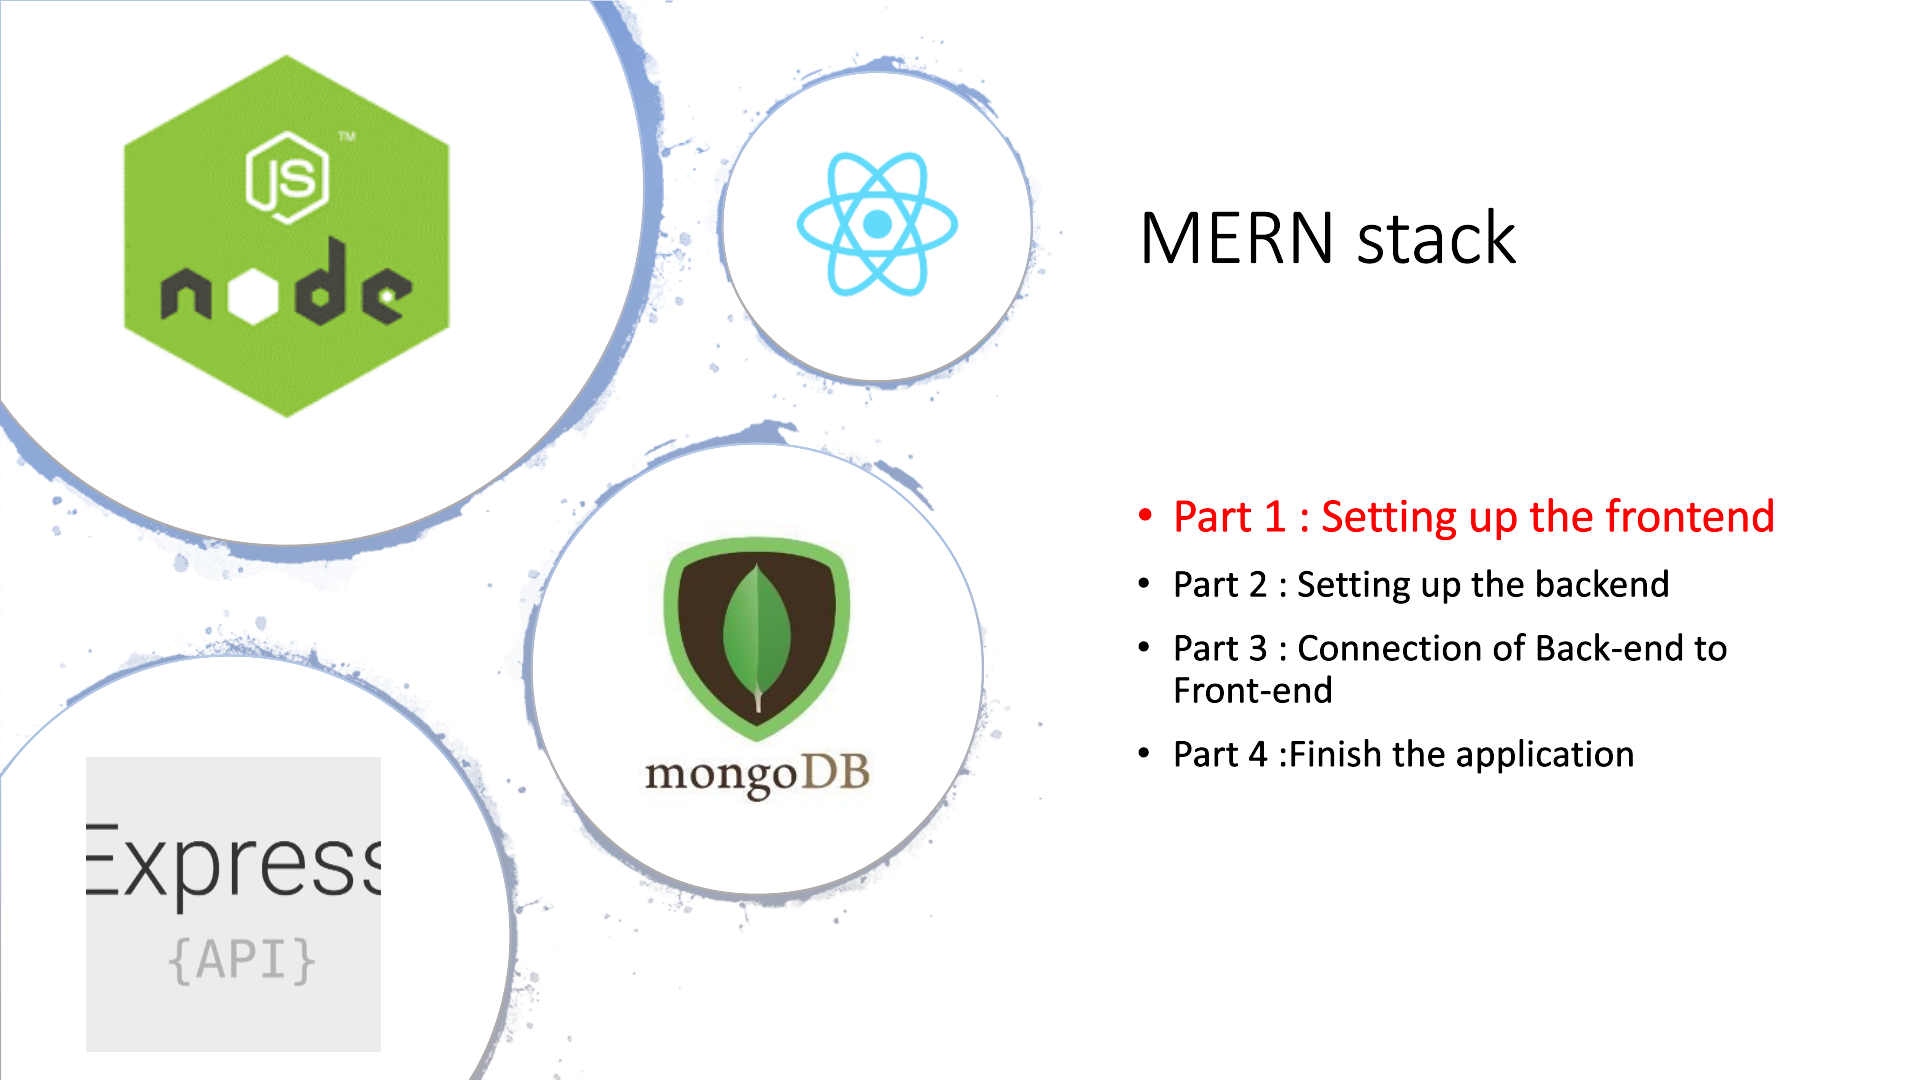 JS
TM
node
MERN stack
• Part 1 : Setting up the frontend
• Part 2 : Setting up the backend
• Part 3 : Connection of Back-end to
Front-end
• Part 4 :Finish the application
mongoDB
Express
{API}